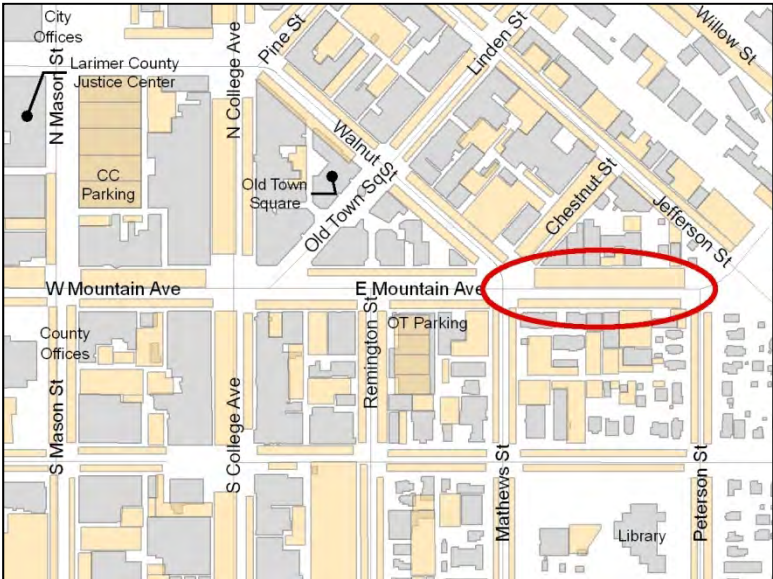 City
Offices
Larimer County
Justice Center
N Mason St
N College Ave
Pine St
Linden St
Willow St
CC
Parking
Old Town
Square
Walnut St
Old Town Sq
Chestnut St
Jefferson St
W Mountain Ave
E Mountain Ave
County
Offices
OT Parking
Remington St
S Mason St
S College Ave
Mathews St
Peterson St
Library